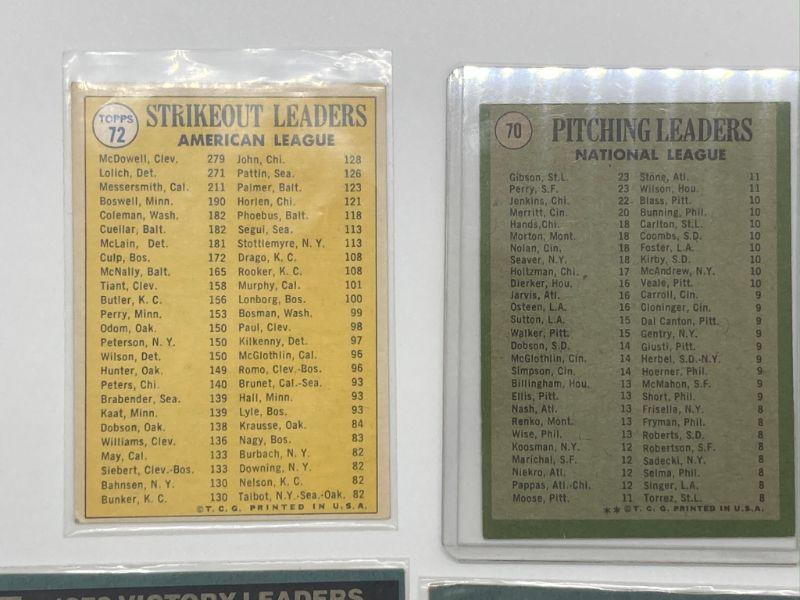 TOPPS
72
STRIKEOUT LEADERS
AMERICAN LEAGUE
McDowell, Clev. 279 John, Chi. 128
Lolich, Det. 271 Pattin, Sea. 126
Messersmith, Cal. 211 Palmer, Balt. 123
Boswell, Minn. 190 Horlen, Chi. 121
Coleman, Wash. 182 Phoebus, Balt. 118
Cuellar, Balt. 182 Segui, Sea. 113
McLain, Det. 181 Stottlemyre, N. Y. 113
Culp, Bos. 172 Drago, K. C. 108
McNally, Balt. 165 Rooker, K. C. 108
Tiant, Clev. 158 Murphy, Cal. 101
Butler, K. C. 156 Lonborg, Bos. 100
Perry, Minn. 153 Bosman, Wash. 99
Odom, Oak. 150 Paul, Clev. 98
Peterson, N. Y. 150 Kilkenny, Det. 97
Wilson, Det. 150 McGlothlin, Cal. 96
Hunter, Oak. 149 Romo, Clev.-Bos. 96
Peters, Chi. 140 Brunet, Cal.-Sea. 93
Brabender, Sea. 139 Hall, Minn. 93
Kaat, Minn. 139 Lyle, Bos. 93
Dobson, Oak. 138 Krausse, Oak. 84
Williams, Clev. 136 Nagy, Bos. 83
May, Cal. 133 Burbach, N. Y. 82
Siebert, Clev.-Bos. 133 Downing, N. Y. 82
Bahnsen, N. Y. 130 Nelson, K. C. 82
Bunker, K. C. 130 Talbot, N.Y.-Sea.-Oak. 82
©T. C. G. PRINTED IN U. S. A.
70
PITCHING LEADERS
NATIONAL LEAGUE
Gibson, St.L. 23 Stone, Atl. 11
Perry, S.F. 23 Wilson, Hou. 11
Jenkins, Chi. 22 Blass, Pitt. 10
Merritt, Cin. 20 Bunning, Phil. 10
Hands, Chi. 18 Carlton, St.L. 10
Morton, Mont. 18 Coombs, S.D. 10
Nolan, Cin. 18 Foster, L.A. 10
Seaver, N.Y. 18 Kirby, S.D. 10
Holtzman, Chi. 17 McAndrew, N.Y. 10
Dierker, Hou. 16 Veale, Pitt. 10
Jarvis, Atl. 16 Carroll, Cin. 9
Osteen, L.A. 16 Cloninger, Cin. 9
Sutton, L.A. 15 Dal Canton, Pitt. 9
Walker, Pitt. 15 Gentry, N.Y. 9
Dobson, S.D. 14 Giusti, Pitt. 9
McGlothlin, Cin. 14 Herbel, S.D.-N.Y. 9
Simpson, Cin. 14 Hoerner, Phil. 9
Billingham, Hou. 13 McMahon, S.F. 9
Ellis, Pitt. 13 Short, Phil. 9
Nash, Atl. 13 Frisella, N.Y. 8
Renko, Mont. 13 Fryman, Phil. 8
Wise, Phil. 13 Roberts, S.D. 8
Koosman, N.Y. 12 Robertson, S.F. 8
Marichal, S.F. 12 Sadecki, N.Y. 8
Niekro, Atl. 12 Selma, Phil. 8
Pappas, Atl.-Chi. 12 Singer, L.A. 8
Moose, Pitt. 11 Torrez, St.L. 8
**©T. C. G. PRINTED IN U.S.A.
1972 VICTORY LEADERS